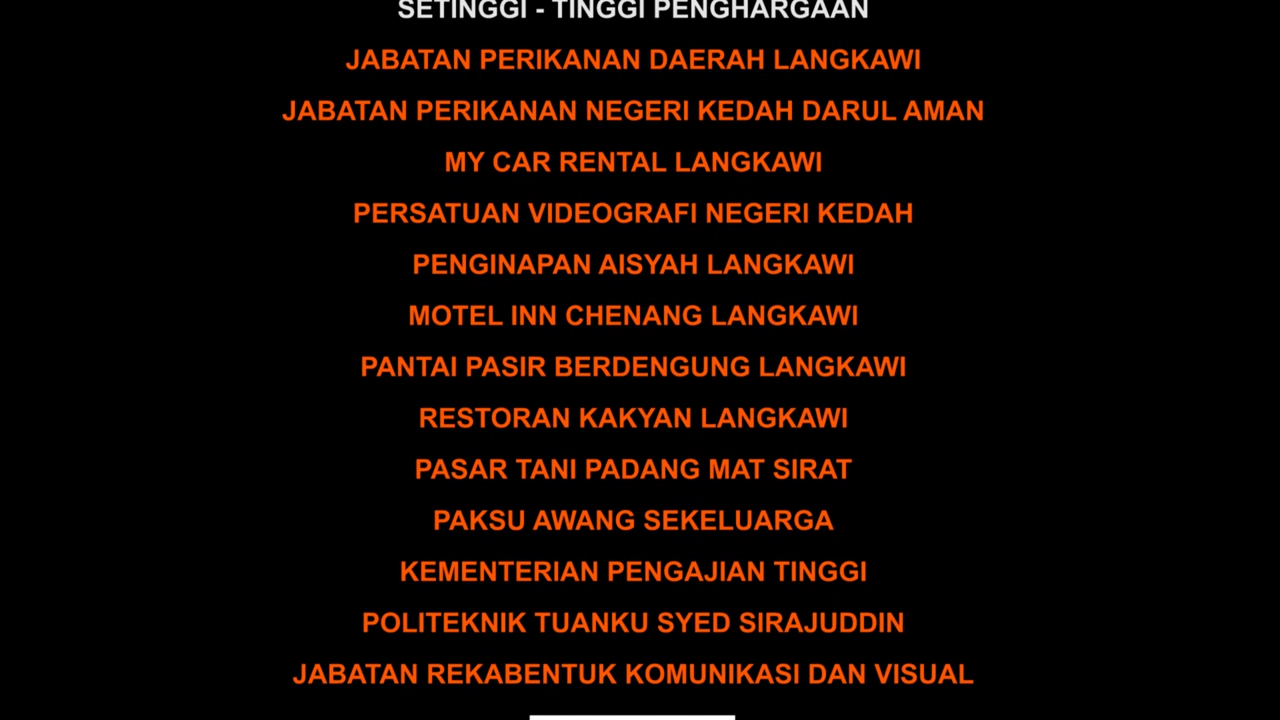 SETINGGI - TINGGI PENGHARGAAN
JABATAN PERIKANAN DAERAH LANGKAWI
JABATAN PERIKANAN NEGERI KEDAH DARUL AMAN
MY CAR RENTAL LANGKAWI
PERSATUAN VIDEOGRAFI NEGERI KEDAH
PENGINAPAN AISYAH LANGKAWI
MOTEL INN CHENANG LANGKAWI
PANTAI PASIR BERDENGUNG LANGKAWI
RESTORAN KAKYAN LANGKAWI
PASAR TANI PADANG MAT SIRAT
PAKSU AWANG SEKELUARGA
KEMENTERIAN PENGAJIAN TINGGI
POLITEKNIK TUANKU SYED SIRAJUDDIN
JABATAN REKABENTUK KOMUNIKASI DAN VISUAL